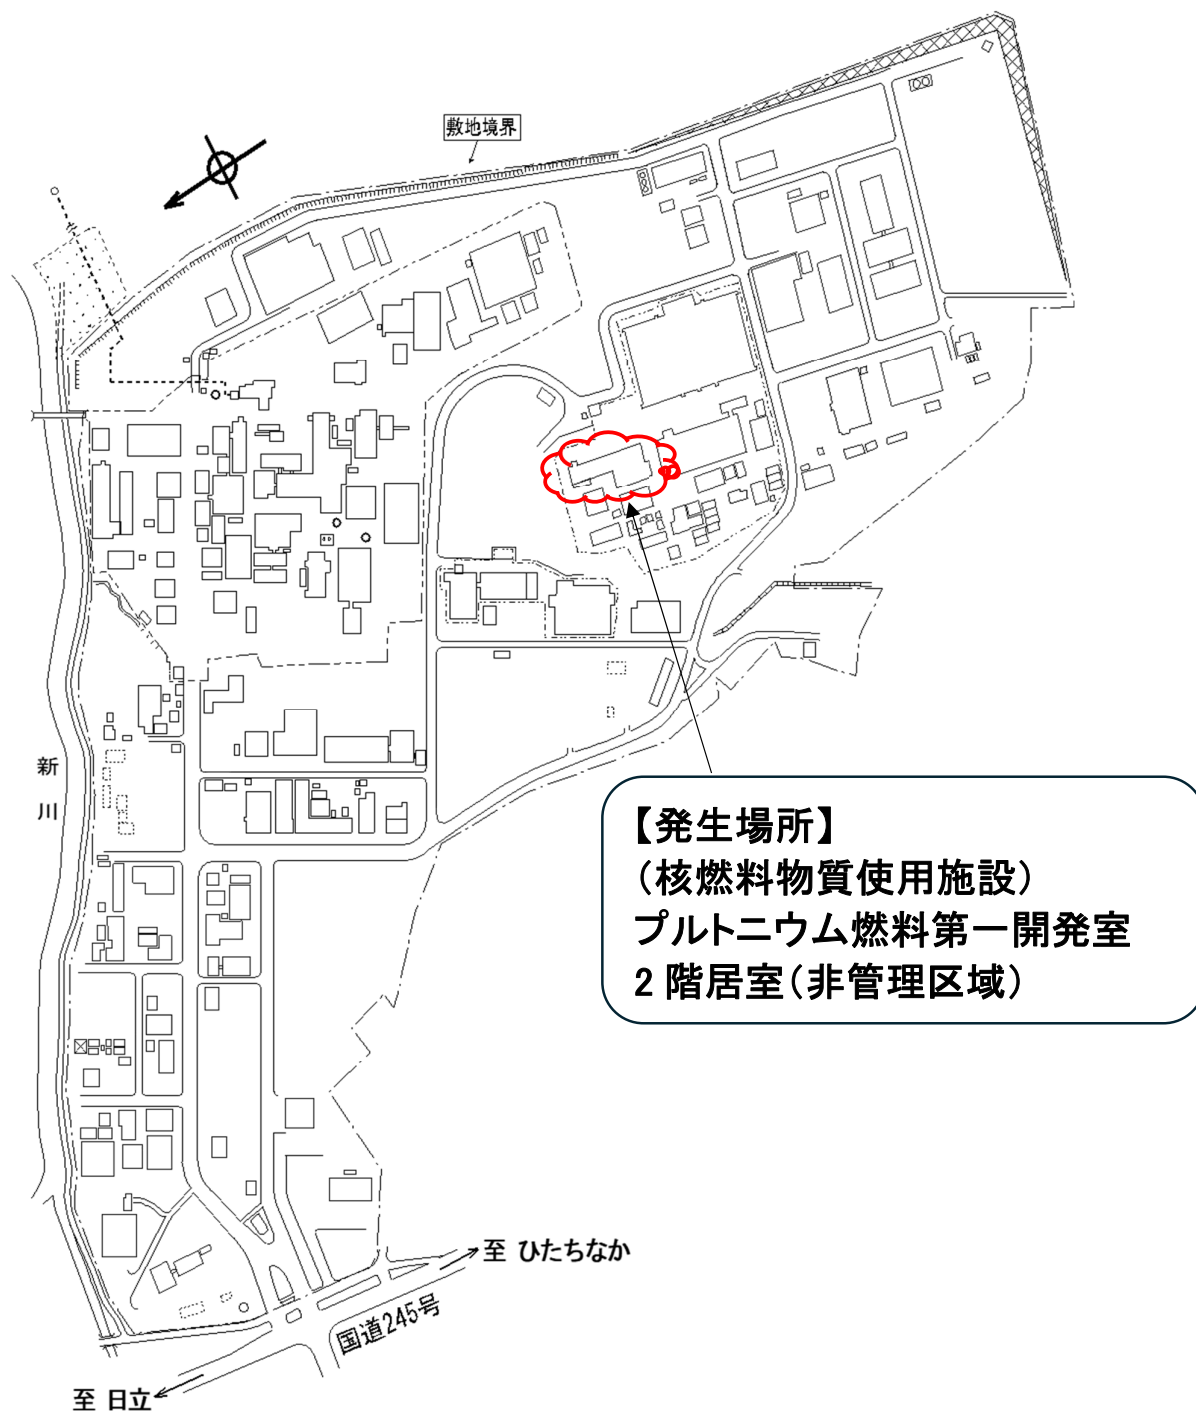 敷地境界
新川
【発生場所】
（核燃料物質使用施設）
プルトニウム燃料第一開発室
2 階居室（非管理区域）
至 ひたちなか
国道245号
至 日立